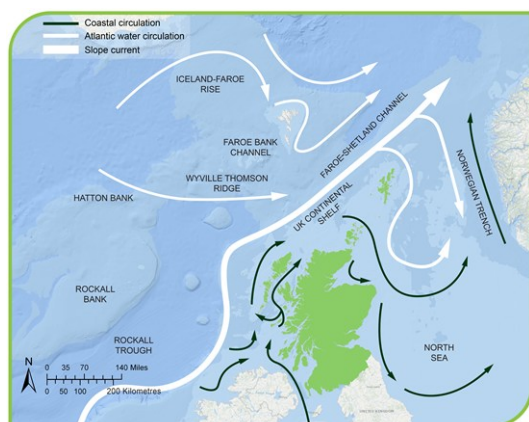 Coastal circulation
Atlantic water circulation
Slope current
ICELAND-FAROE
RISE
FAROE BANK
CHANNEL
FAROE-SHETLAND CHANNEL
WYVILLE THOMSON
RIDGE
HATTON BANK
UK CONTINENTAL
SHELF
NORWEGIAN TRENCH
ROCKALL
BANK
ROCKALL
TROUGH
NORTH
SEA
N
0 35 70 140 Miles
0 50 100 200 Kilometres